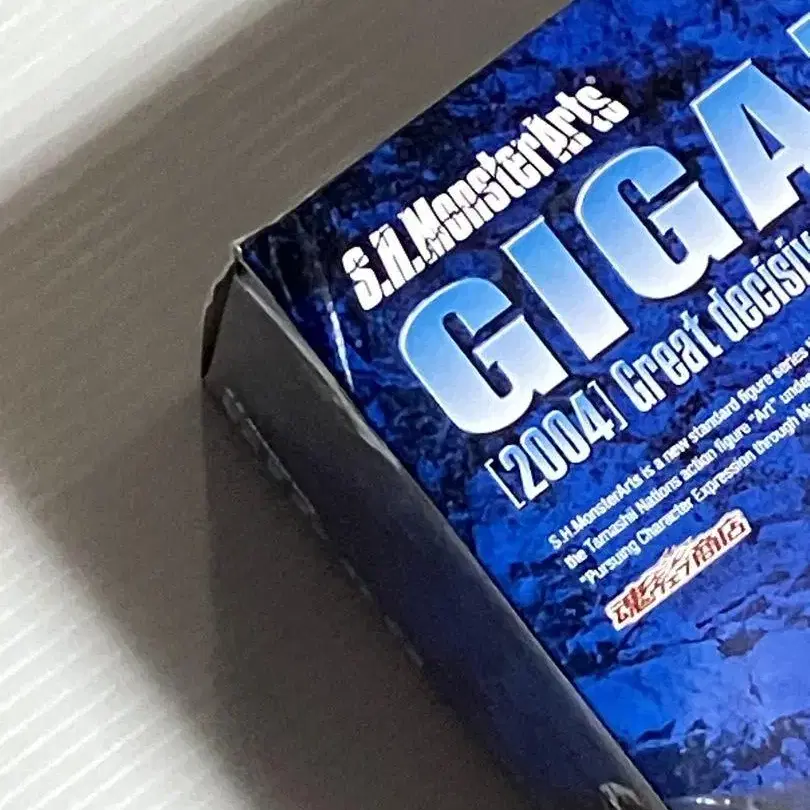 S.H.MonsterArts
GIGA
[2004] Great decisiv
S.H.MonsterArts is a new standard figure series
the Tamashii Nations action figure "Art" unde
"Pursuing Character Expression through M
魂ウェブ商店